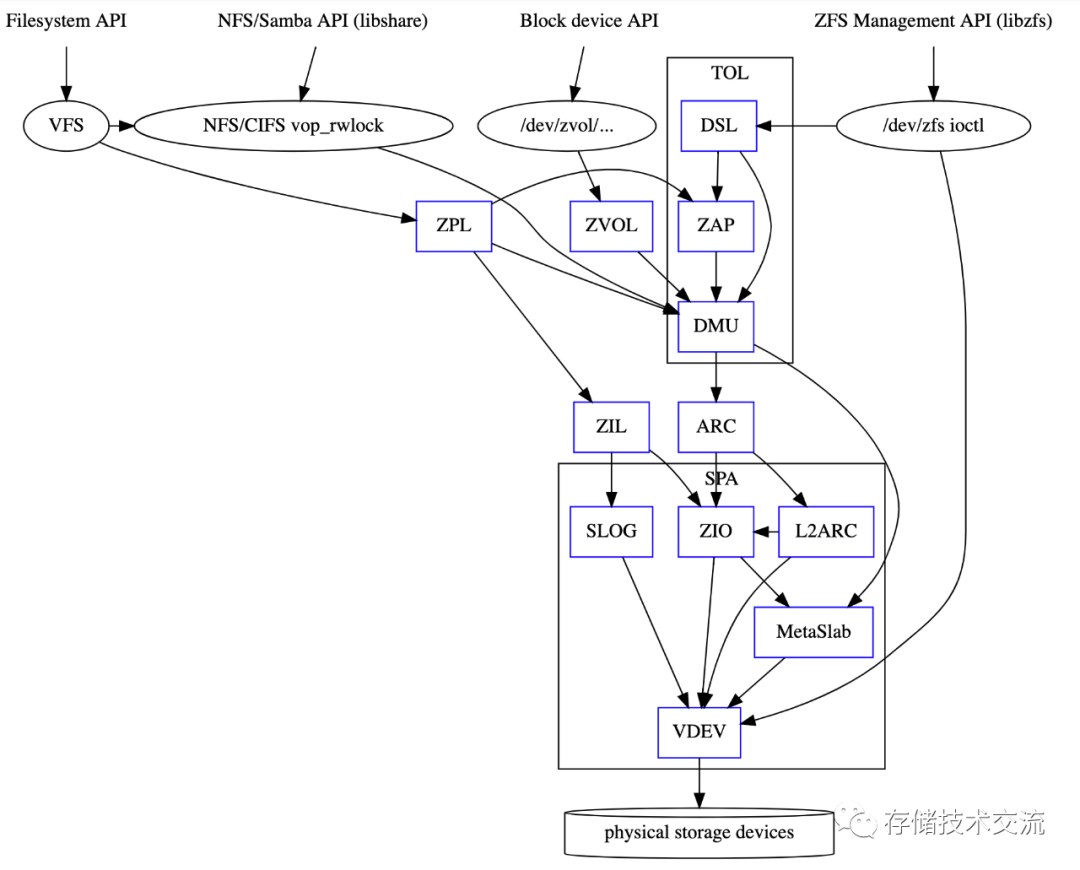 Filesystem API
NFS/Samba API (libshare)
Block device API
ZFS Management API (libzfs)
TOL
VFS
NFS/CIFS vop_rwlock
/dev/zvol/...
DSL
/dev/zfs ioctl
ZPL
ZVOL
ZAP
DMU
ZIL
ARC
SPA
SLOG
ZIO
L2ARC
MetaSlab
VDEV
physical storage devices
存储技术交流